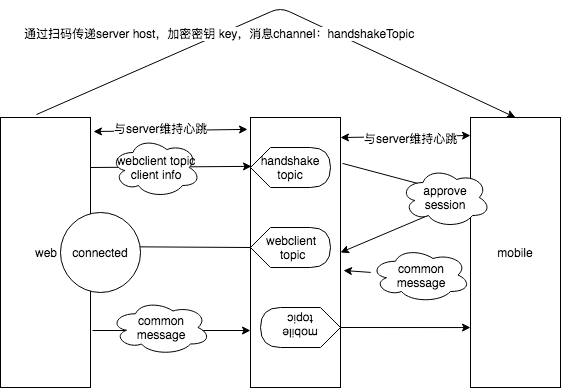 通过扫码传递server host，加密密钥 key，消息channel：handshakeTopic
与server维持心跳
与server维持心跳
webclient topic
client info
handshake
topic
approve
session
web
connected
webclient
topic
mobile
common
message
common
message
mobile
topic